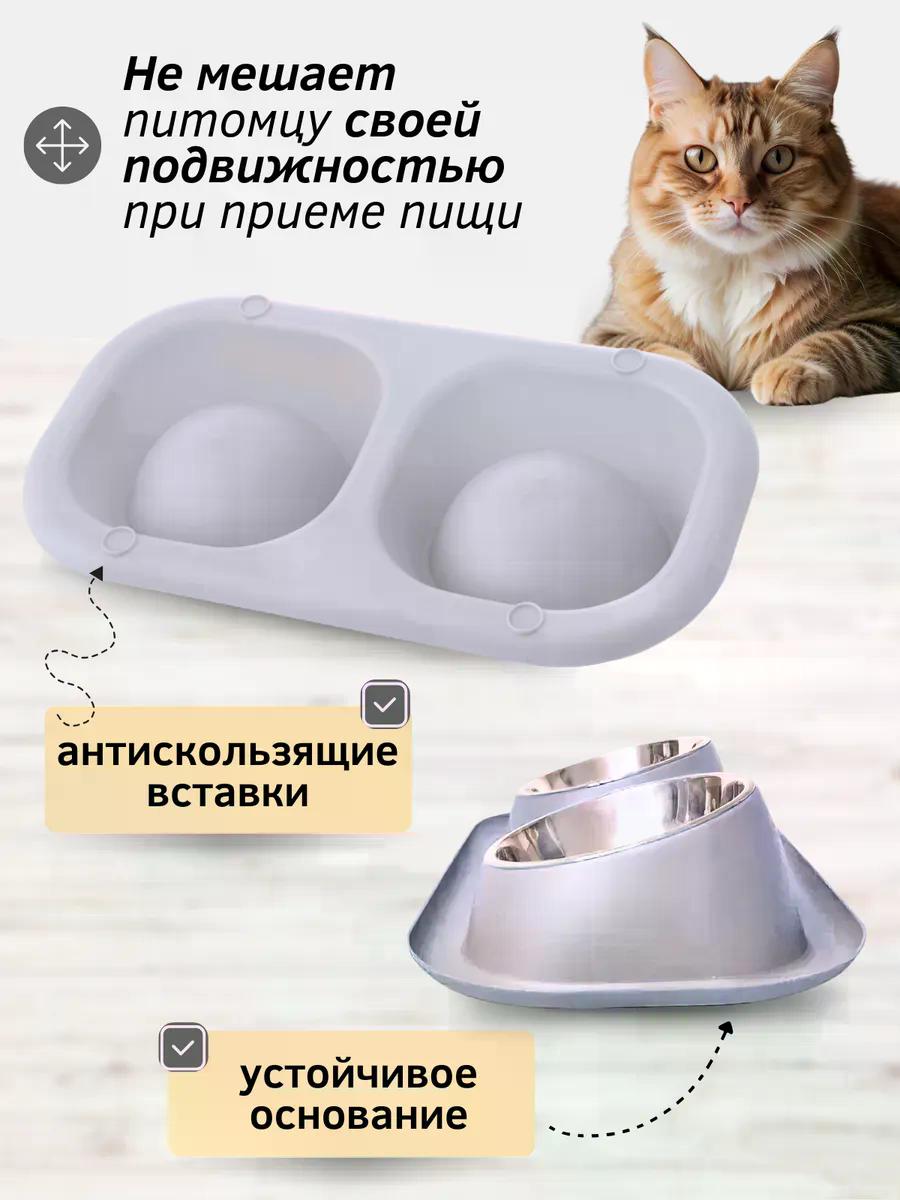 Не мешает
питомцу своей
подвижностью
при приеме пищи
антискользящие
вставки
устойчивое
основание